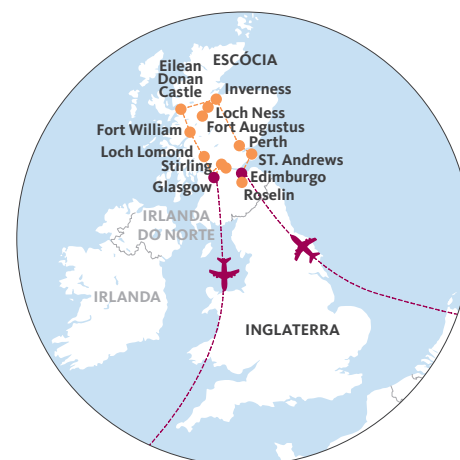 ESCÓCIA
Eilean
Donan
Castle
Inverness
Loch Ness
Fort Augustus
Fort William
Perth
Loch Lomond
ST. Andrews
Stirling
Edimburgo
Glasgow
Roselin
IRLANDA
DO NORTE
IRLANDA
INGLATERRA